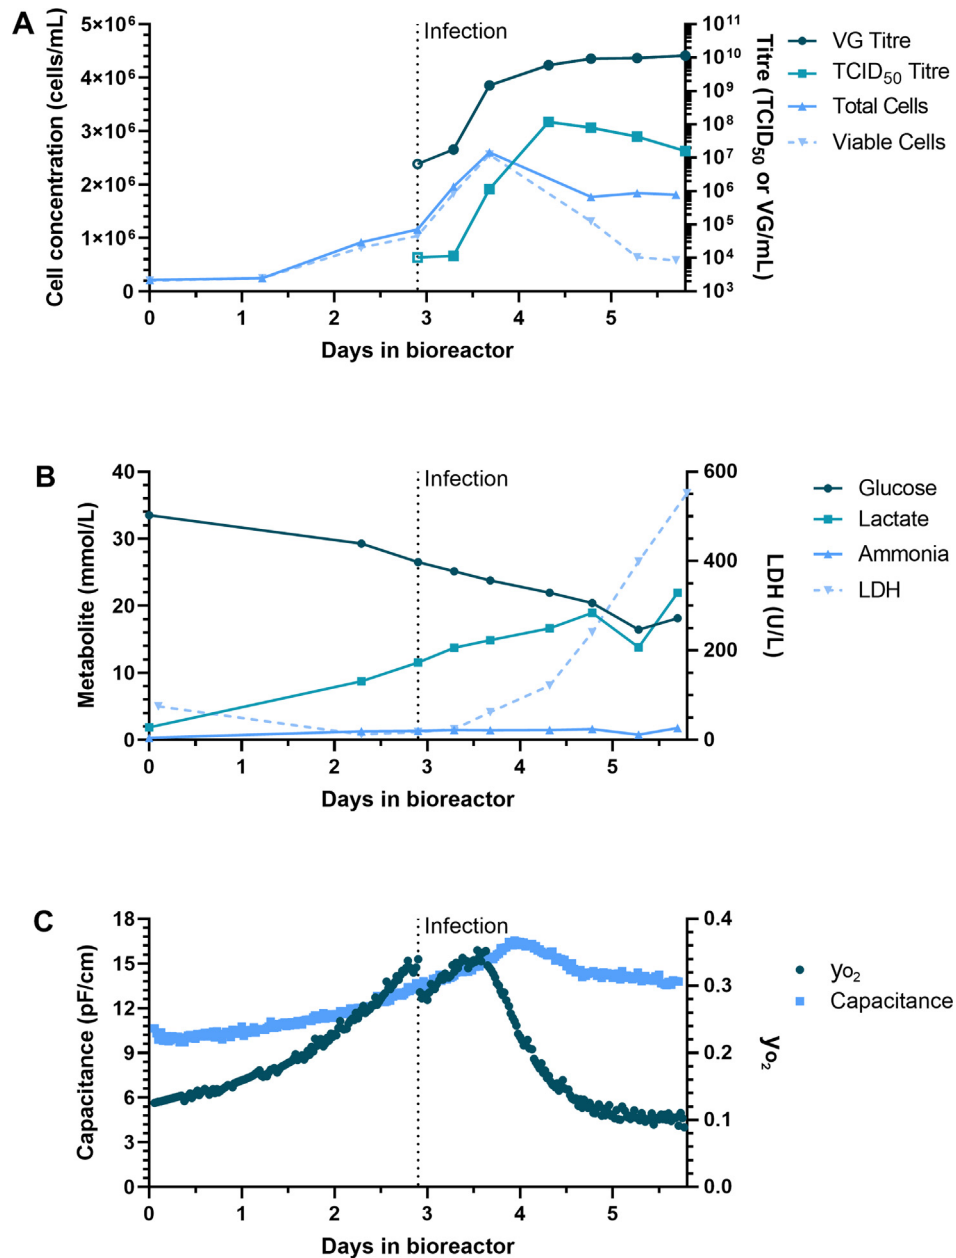 A
Infection
Cell concentration (cells/mL)
5×10⁶
4×10⁶
3×10⁶
2×10⁶
1×10⁶
0
0 1 2 3 4 5
Days in bioreactor
10¹¹
10¹⁰
10⁹
10⁸
10⁷
10⁶
10⁵
10⁴
10³
Titre (TCID₅₀ or VG/mL)
VG Titre
TCID₅₀ Titre
Total Cells
Viable Cells
B
Infection
Metabolite (mmol/L)
40
30
20
10
0
0 1 2 3 4 5
Days in bioreactor
600
400
200
0
LDH (U/L)
Glucose
Lactate
Ammonia
LDH
C
Infection
Capacitance (pF/cm)
18
15
12
9
6
3
0
0 1 2 3 4 5
Days in bioreactor
0.4
0.3
0.2
0.1
0.0
yo₂
yo₂
Capacitance